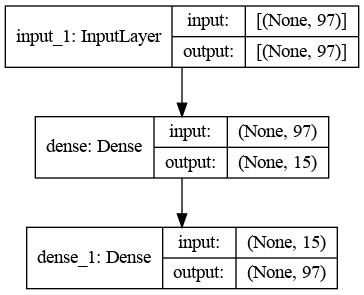 input_1: InputLayer
input: [(None, 97)]
output: [(None, 97)]
dense: Dense
input: (None, 97)
output: (None, 15)
dense_1: Dense
input: (None, 15)
output: (None, 97)